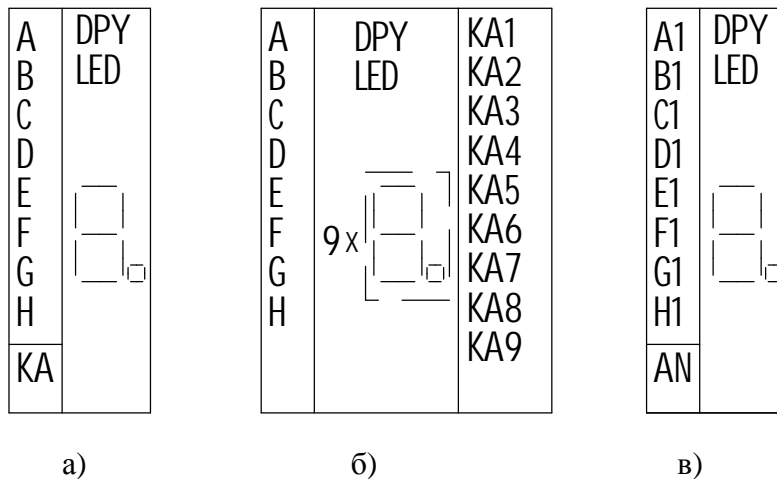 A
B
C
D
E
F
G
H
KA
DPY
LED
A
B
C
D
E
F
G
H
DPY
LED
9 x
KA1
KA2
KA3
KA4
KA5
KA6
KA7
KA8
KA9
A1
B1
C1
D1
E1
F1
G1
H1
AN
DPY
LED
а)
б)
в)